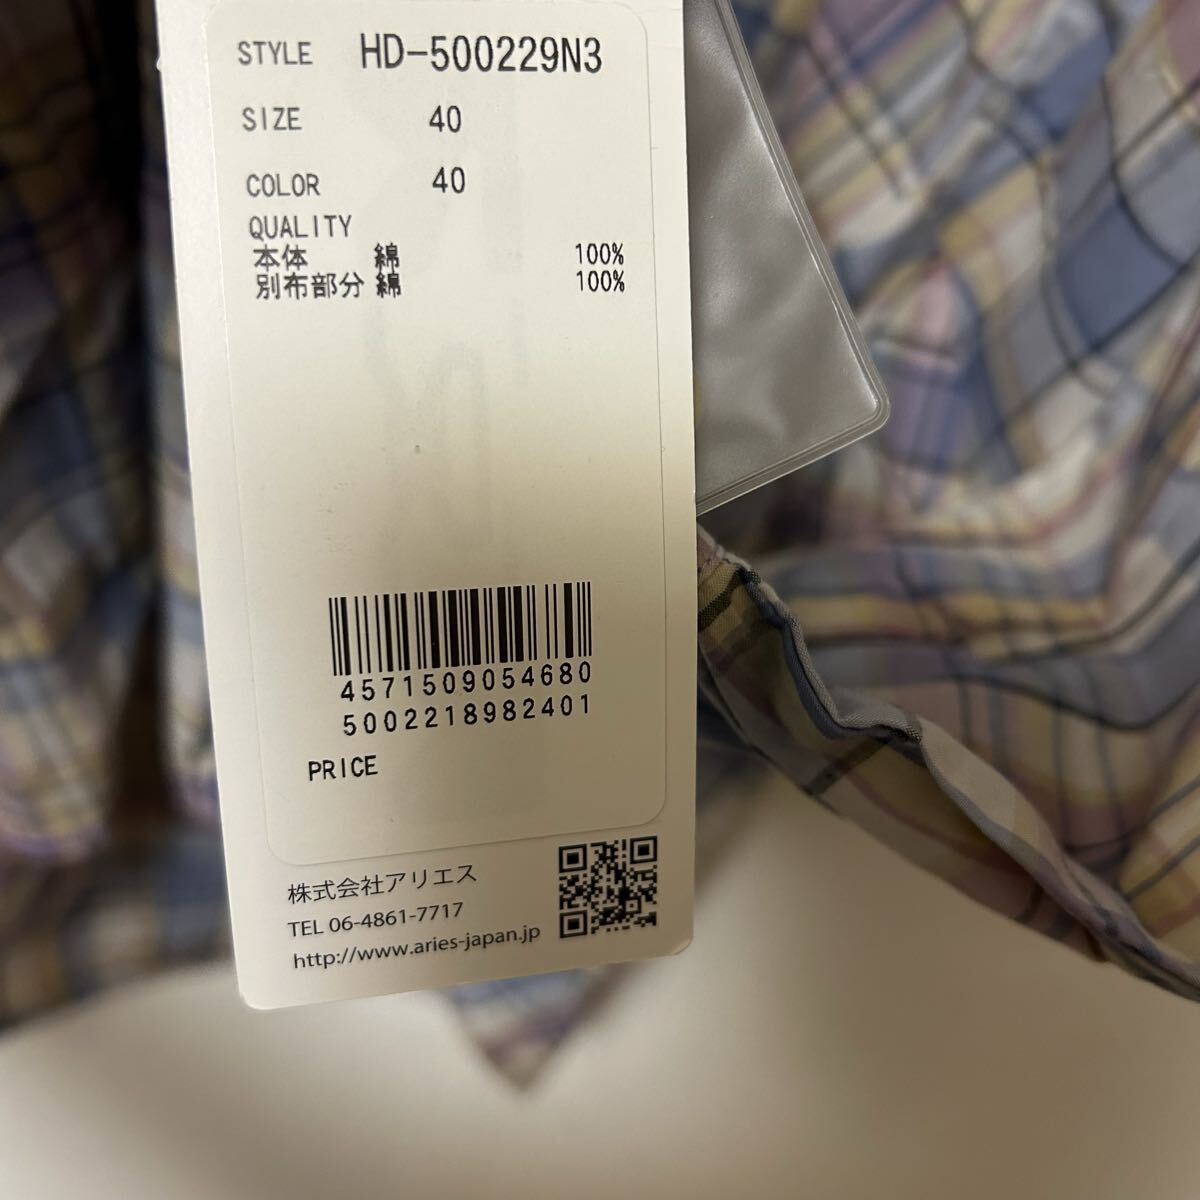 STYLE HD-500229N3
SIZE 40
COLOR 40
QUALITY
本体 綿 100%
別布部分 綿 100%
4571509054680
5002218982401
PRICE
株式会社アリエス
TEL 06-4861-7717
http://www.aries-japan.jp